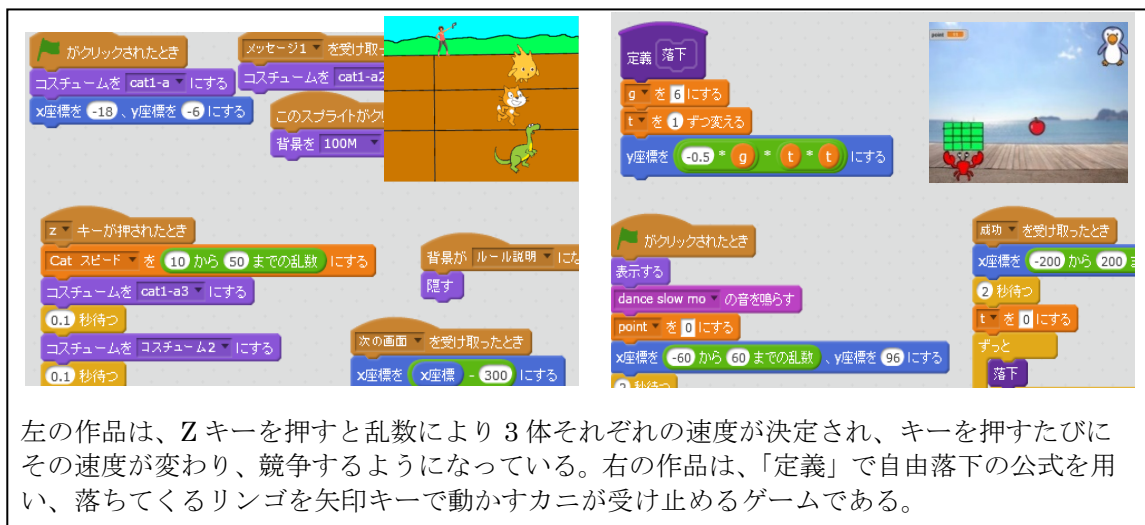 がクリックされたとき
コスチュームを cat1-a にする
x座標を -18 、y座標を -6 にする
メッセージ1 を受け取っ
コスチュームを cat1-a2
このスプライトがク
背景を 100M
z キーが押されたとき
Cat スピード を 10 から 50 までの乱数 にする
コスチュームを cat1-a3 にする
0.1 秒待つ
コスチュームを コスチューム2 にする
0.1 秒待つ
背景が ルール説明 にな
隠す
次の画面 を受け取ったとき
x座標を x座標 - 300 にする
定義 落下
g を 6 にする
t を 1 ずつ変える
y座標を -0.5 * g * t * t にする
point
がクリックされたとき
表示する
dance slow mo の音を鳴らす
point を 0 にする
x座標を -60 から 60 までの乱数 、y座標を 96 にする
秒待つ
成功 を受け取ったとき
x座標を -200 から 200
2 秒待つ
t を 0 にする
ずっと
落下
左の作品は、Z キーを押すと乱数により 3 体それぞれの速度が決定され、キーを押すたびに
その速度が変わり、競争するようになっている。右の作品は、「定義」で自由落下の公式を用
い、落ちてくるリンゴを矢印キーで動かすカニが受け止めるゲームである。